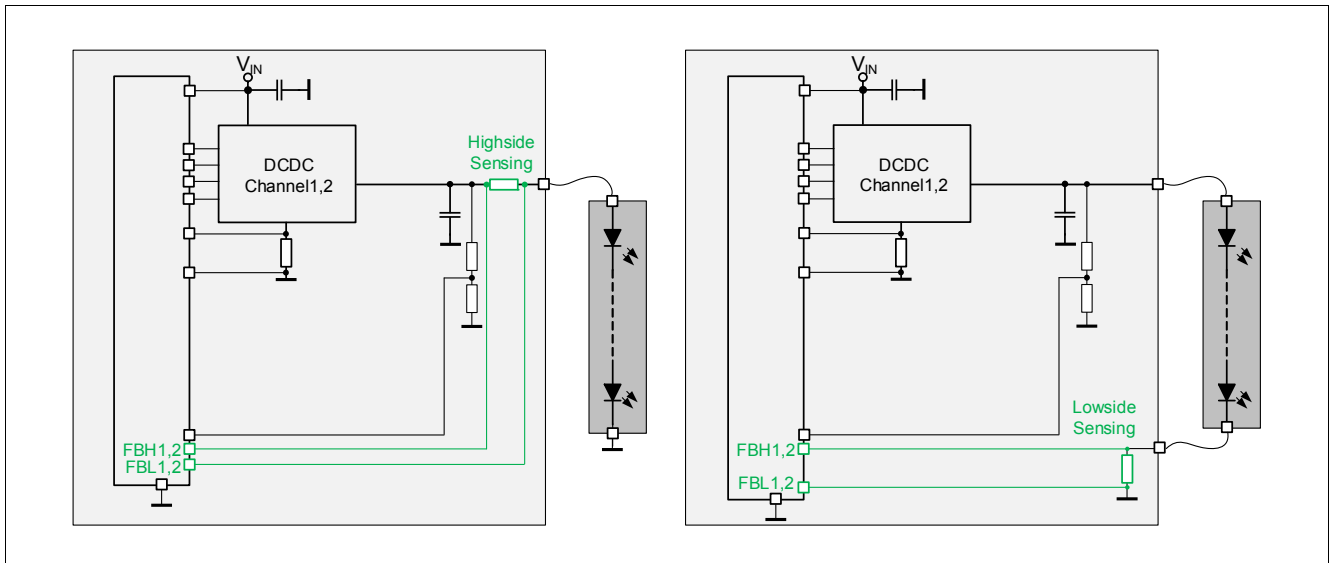 VIN
Highside
Sensing
DCDC
Channel1,2
FBH1,2
FBL1,2
VIN
DCDC
Channel1,2
Lowside
Sensing
FBH1,2
FBL1,2